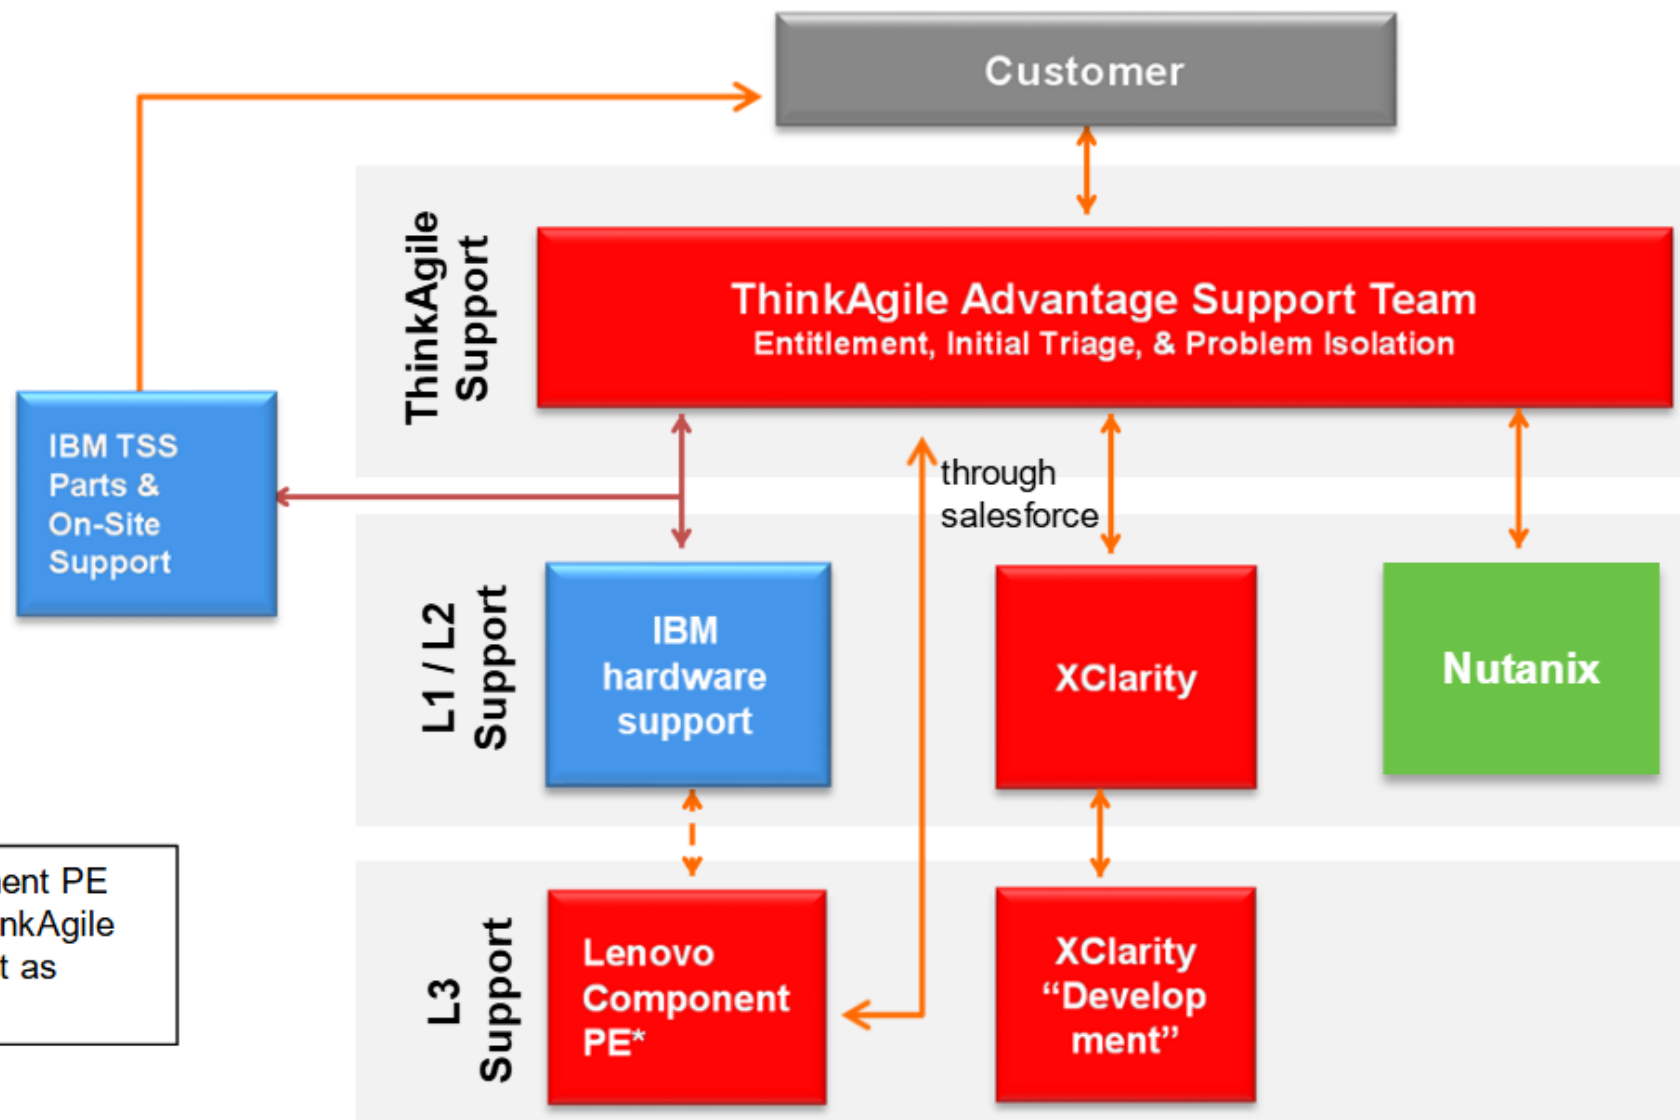 Customer
ThinkAgile
Support
ThinkAgile Advantage Support Team
Entitlement, Initial Triage, & Problem Isolation
IBM TSS
Parts &
On-Site
Support
through
salesforce
L1 / L2
Support
IBM
hardware
support
XClarity
Nutanix
PE
t as
L3
Support
Lenovo
Component
PE*
XClarity
“Develop
ment”